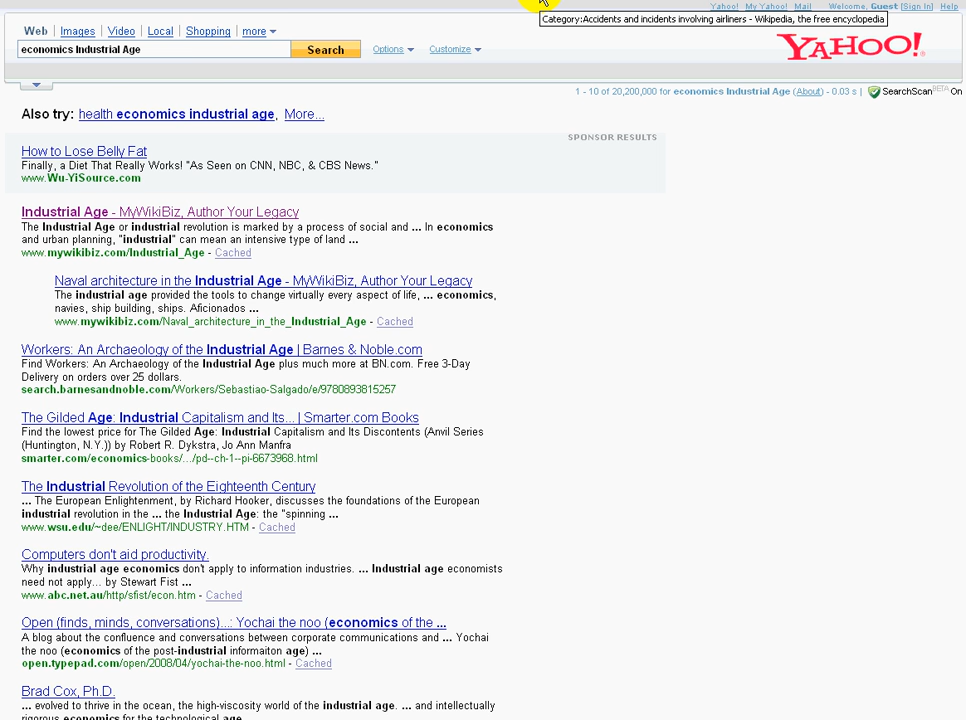 Yahoo! My Yahoo! Mail Welcome, Guest [Sign In] Help
Category:Accidents and incidents involving airliners - Wikipedia, the free encyclopedia
Web | Images | Video | Local | Shopping | more
economics Industrial Age Search Options Customize
YAHOO!
1 - 10 of 20,200,000 for economics Industrial Age (About) - 0.03 s | SearchScan BETA On
Also try: health economics industrial age, More...
SPONSOR RESULTS
How to Lose Belly Fat
Finally, a Diet That Really Works! "As Seen on CNN, NBC, & CBS News."
www.Wu-YiSource.com
Industrial Age - MyWikiBiz, Author Your Legacy
The Industrial Age or industrial revolution is marked by a process of social and ... In economics
and urban planning, "industrial" can mean an intensive type of land ...
www.mywikibiz.com/Industrial_Age - Cached
Naval architecture in the Industrial Age - MyWikiBiz, Author Your Legacy
The industrial age provided the tools to change virtually every aspect of life, ... economics,
navies, ship building, ships. Aficionados ...
www.mywikibiz.com/Naval_architecture_in_the_Industrial_Age - Cached
Workers: An Archaeology of the Industrial Age | Barnes & Noble.com
Find Workers: An Archaeology of the Industrial Age plus much more at BN.com. Free 3-Day
Delivery on orders over 25 dollars.
search.barnesandnoble.com/Workers/Sebastiao-Salgado/e/9780893815257
The Gilded Age: Industrial Capitalism and Its... | Smarter.com Books
Find the lowest price for The Gilded Age: Industrial Capitalism and Its Discontents (Anvil Series
(Huntington, N.Y.)) by Robert R. Dykstra, Jo Ann Manfra
smarter.com/economics-books/.../pd--ch-1--pi-6673968.html
The Industrial Revolution of the Eighteenth Century
... The European Enlightenment, by Richard Hooker, discusses the foundations of the European
industrial revolution in the ... the Industrial Age: the "spinning ...
www.wsu.edu/~dee/ENLIGHT/INDUSTRY.HTM - Cached
Computers don't aid productivity.
Why industrial age economics don't apply to information industries. ... Industrial age economists
need not apply... by Stewart Fist ...
www.abc.net.au/http/sfist/econ.htm - Cached
Open (finds, minds, conversations)...: Yochai the noo (economics of the ...
A blog about the confluence and conversations between corporate communications and ... Yochai
the noo (economics of the post-industrial informaiton age) ...
open.typepad.com/open/2008/04/yochai-the-noo.html - Cached
Brad Cox, Ph.D.
... evolved to thrive in the ocean, the high-viscosity world of the industrial age. ... and intellectually
rigorous economics for the technological age